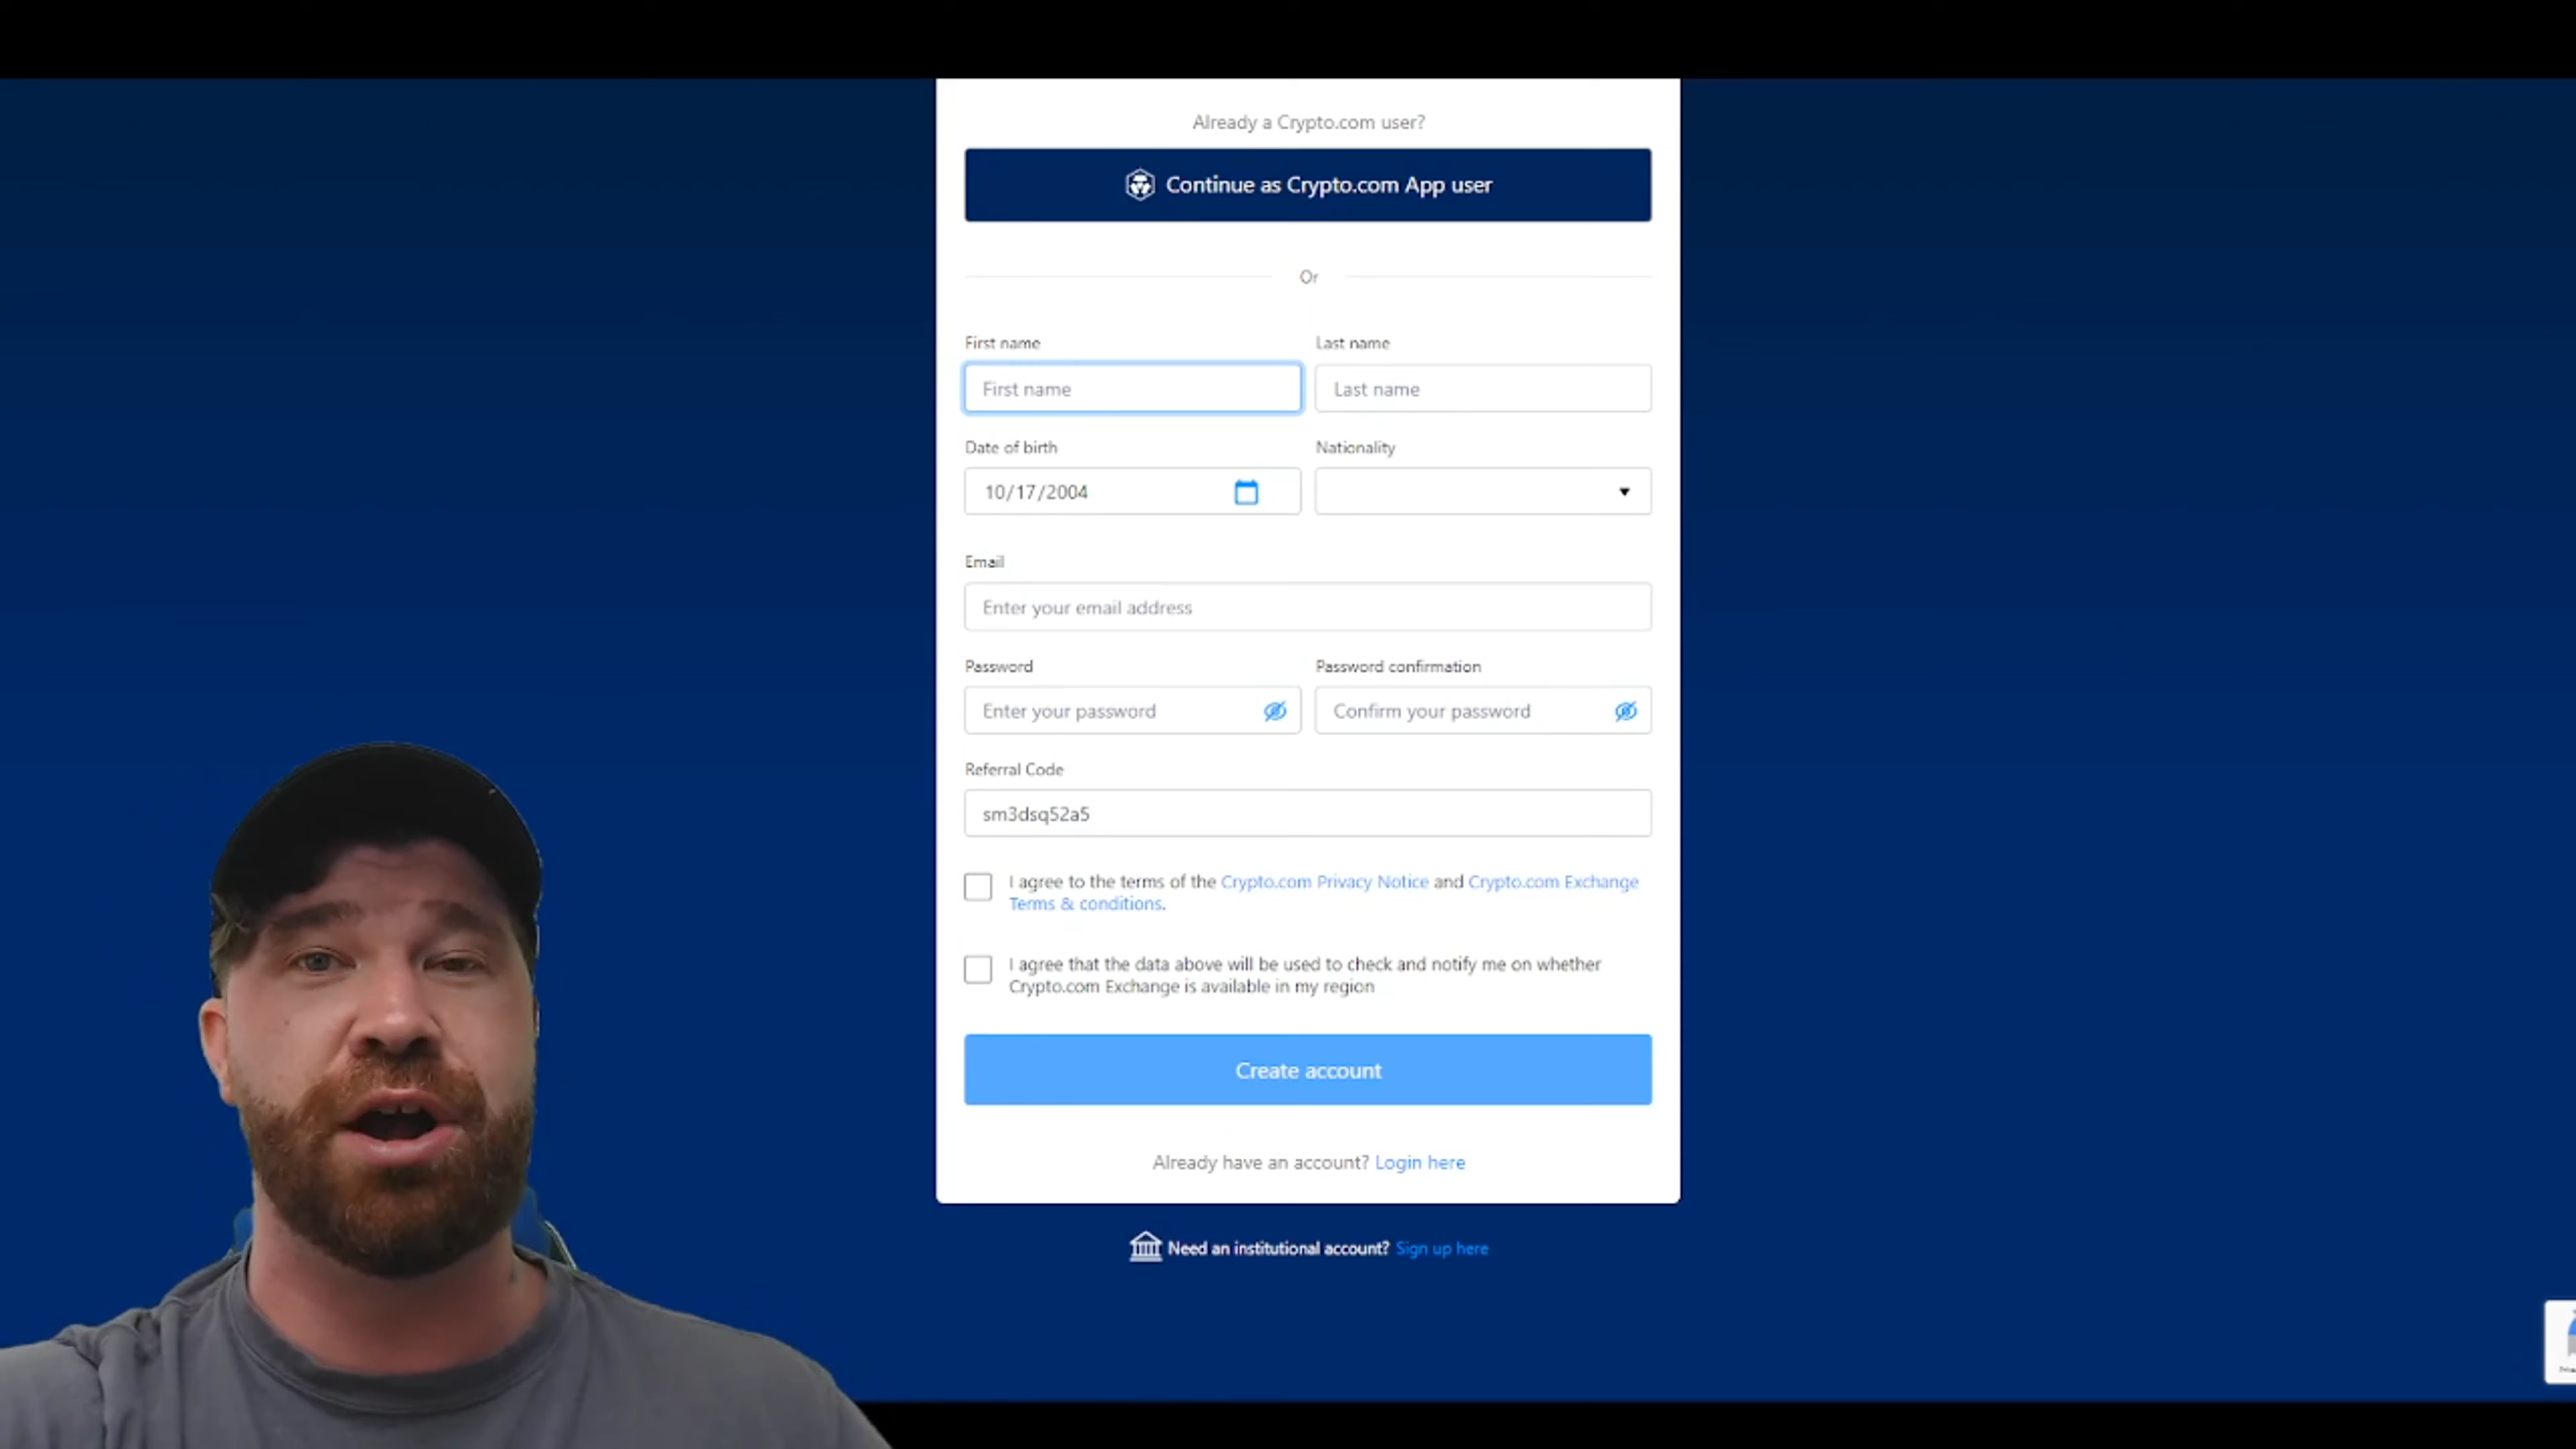 Already a Crypto.com user?
Continue as Crypto.com App user
Or
First name
Last name
First name
Last name
Date of birth
Nationality
10/17/2004
Email
Enter your email address
Password
Password confirmation
Enter your password
Confirm your password
Referral Code
sm3dsq52a5
I agree to the terms of the Crypto.com Privacy Notice and Crypto.com Exchange
Terms & conditions.
I agree that the data above will be used to check and notify me on whether
Crypto.com Exchange is available in my region
Create account
Already have an account? Login here
Need an institutional account? Sign up here